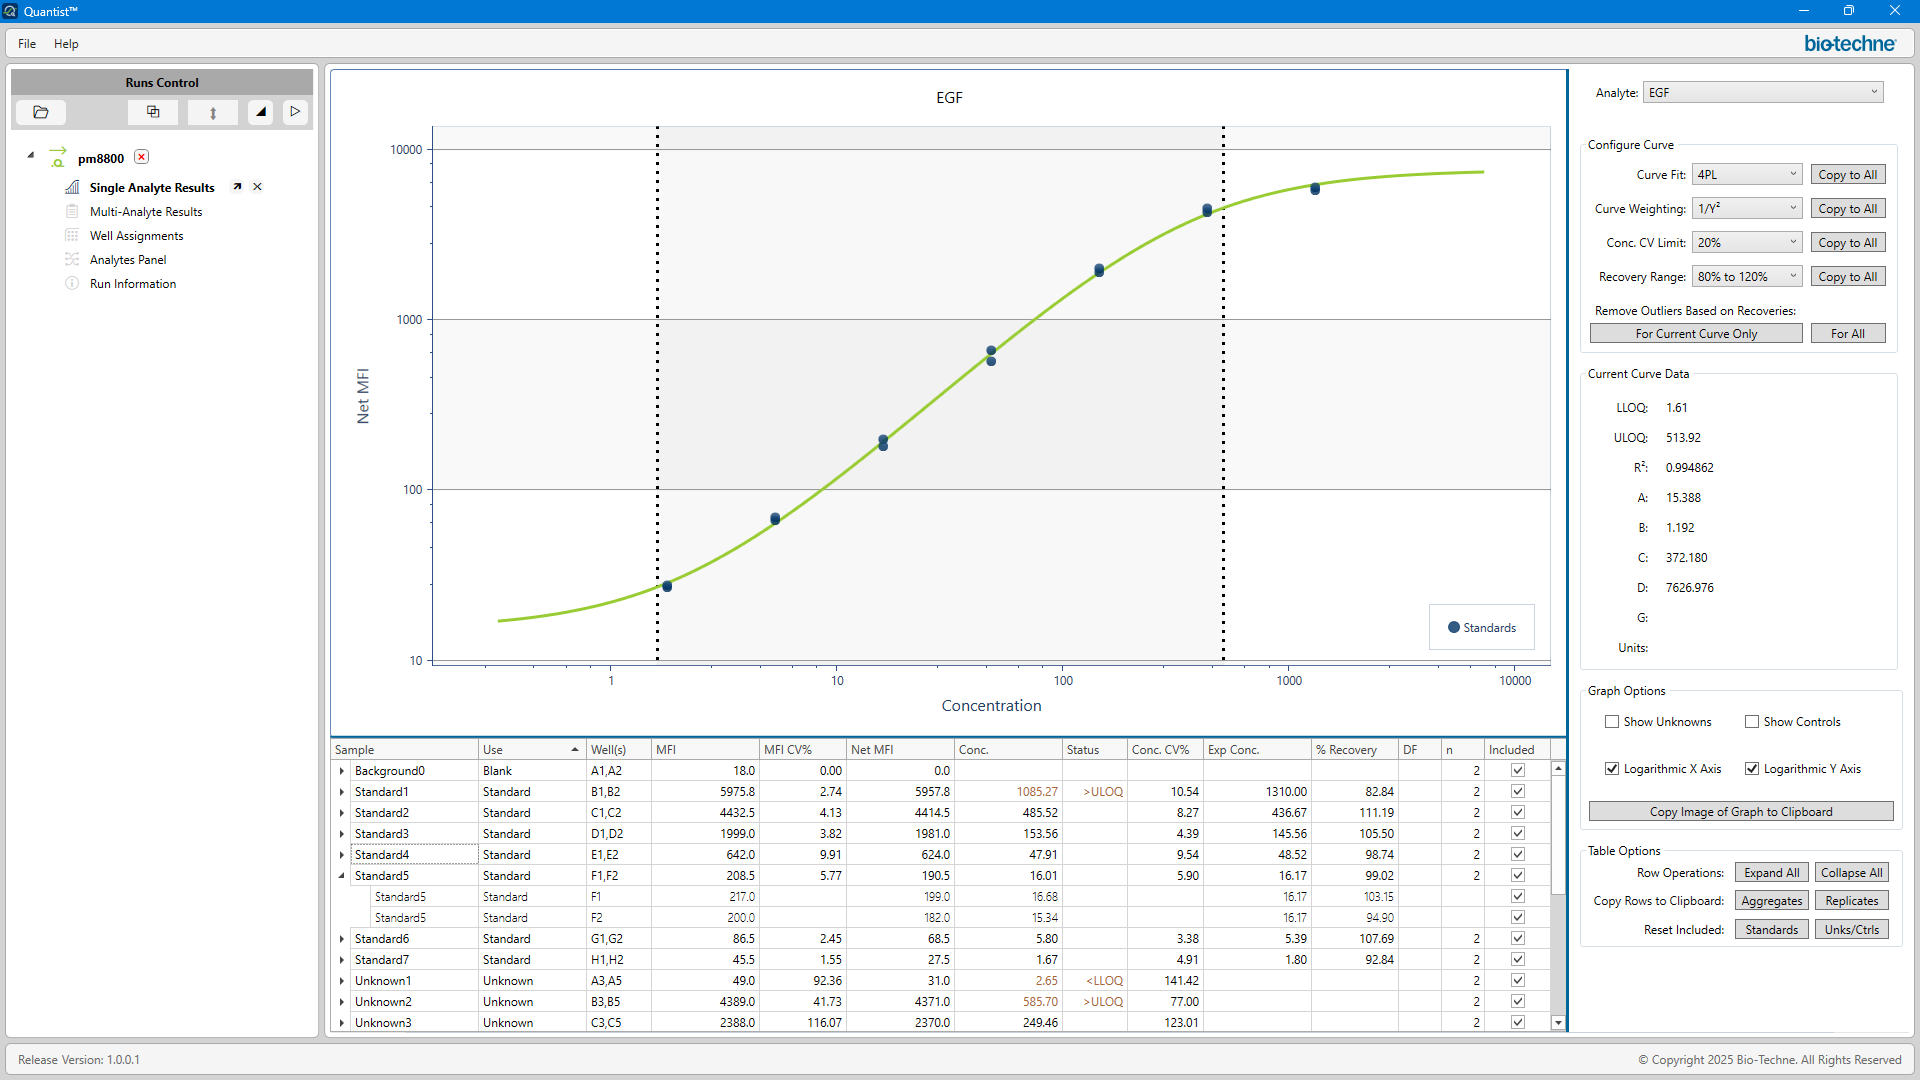 Quantist™
File Help
bio-techne
Runs Control
pm8800
Single Analyte Results
Multi-Analyte Results
Well Assignments
Analytes Panel
Run Information
EGF
Net MFI
10000
1000
100
10
1 10 100 1000 10000
Concentration
Standards
Analyte: EGF
Configure Curve
Curve Fit: 4PL Copy to All
Curve Weighting: 1/Y² Copy to All
Conc. CV Limit: 20% Copy to All
Recovery Range: 80% to 120% Copy to All
Remove Outliers Based on Recoveries:
For Current Curve Only For All
Current Curve Data
LLOQ: 1.61
ULOQ: 513.92
R²: 0.994862
A: 15.388
B: 1.192
C: 372.180
D: 7626.976
G:
Units:
Graph Options
Show Unknowns Show Controls
Logarithmic X Axis Logarithmic Y Axis
Copy Image of Graph to Clipboard
Table Options
Row Operations: Expand All Collapse All
Copy Rows to Clipboard: Aggregates Replicates
Reset Included: Standards Unks/Ctrls
Sample Use Well(s) MFI MFI CV% Net MFI Conc. Status Conc. CV% Exp Conc. % Recovery DF n Included
Background0 Blank A1,A2 18.0 0.00 0.0 2
Standard1 Standard B1,B2 5975.8 2.74 5957.8 1085.27 >ULOQ 10.54 1310.00 82.84 2
Standard2 Standard C1,C2 4432.5 4.13 4414.5 485.52 8.27 436.67 111.19 2
Standard3 Standard D1,D2 1999.0 3.82 1981.0 153.56 4.39 145.56 105.50 2
Standard4 Standard E1,E2 642.0 9.91 624.0 47.91 9.54 48.52 98.74 2
Standard5 Standard F1,F2 208.5 5.77 190.5 16.01 5.90 16.17 99.02 2
Standard5 Standard F1 217.0 199.0 16.68 16.17 103.15
Standard5 Standard F2 200.0 182.0 15.34 16.17 94.90
Standard6 Standard G1,G2 86.5 2.45 68.5 5.80 3.38 5.39 107.69 2
Standard7 Standard H1,H2 45.5 1.55 27.5 1.67 4.91 1.80 92.84 2
Unknown1 Unknown A3,A5 49.0 92.36 31.0 2.65 <LLOQ 141.42 2
Unknown2 Unknown B3,B5 4389.0 41.73 4371.0 585.70 >ULOQ 77.00 2
Unknown3 Unknown C3,C5 2388.0 116.07 2370.0 249.46 123.01 2
Release Version: 1.0.0.1
© Copyright 2025 Bio-Techne. All Rights Reserved